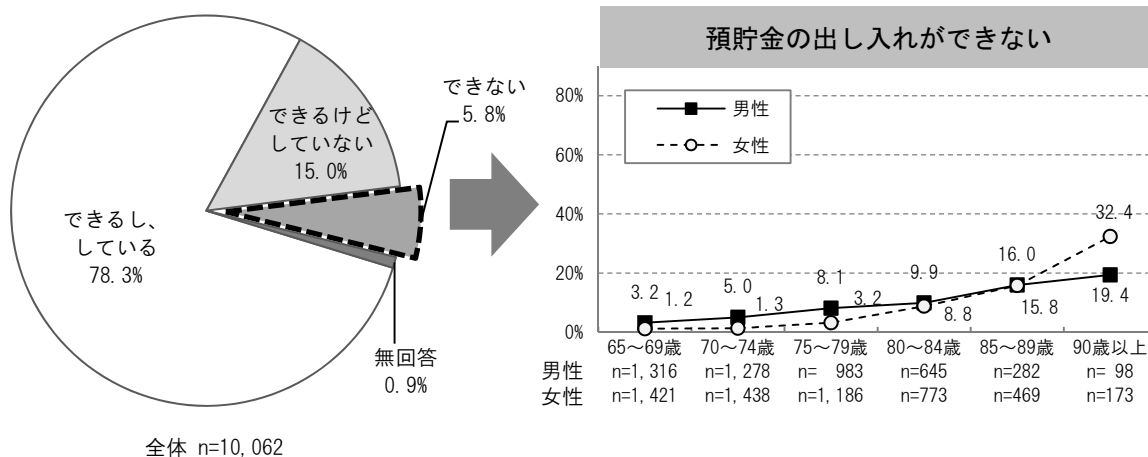 できるし、
している
78.3%
できるけど
していない
15.0%
できない
5.8%
無回答
0.9%
全体 n=10,062
預貯金の出し入れができない
80%
60%
40%
20%
0%
男性
女性
3.2 5.0 8.1 9.9 16.0 19.4
1.2 1.3 3.2 8.8 15.8 32.4
65～69歳 70～74歳 75～79歳 80～84歳 85～89歳 90歳以上
男性 n=1,316 n=1,278 n= 983 n=645 n=282 n= 98
女性 n=1,421 n=1,438 n=1,186 n=773 n=469 n=173